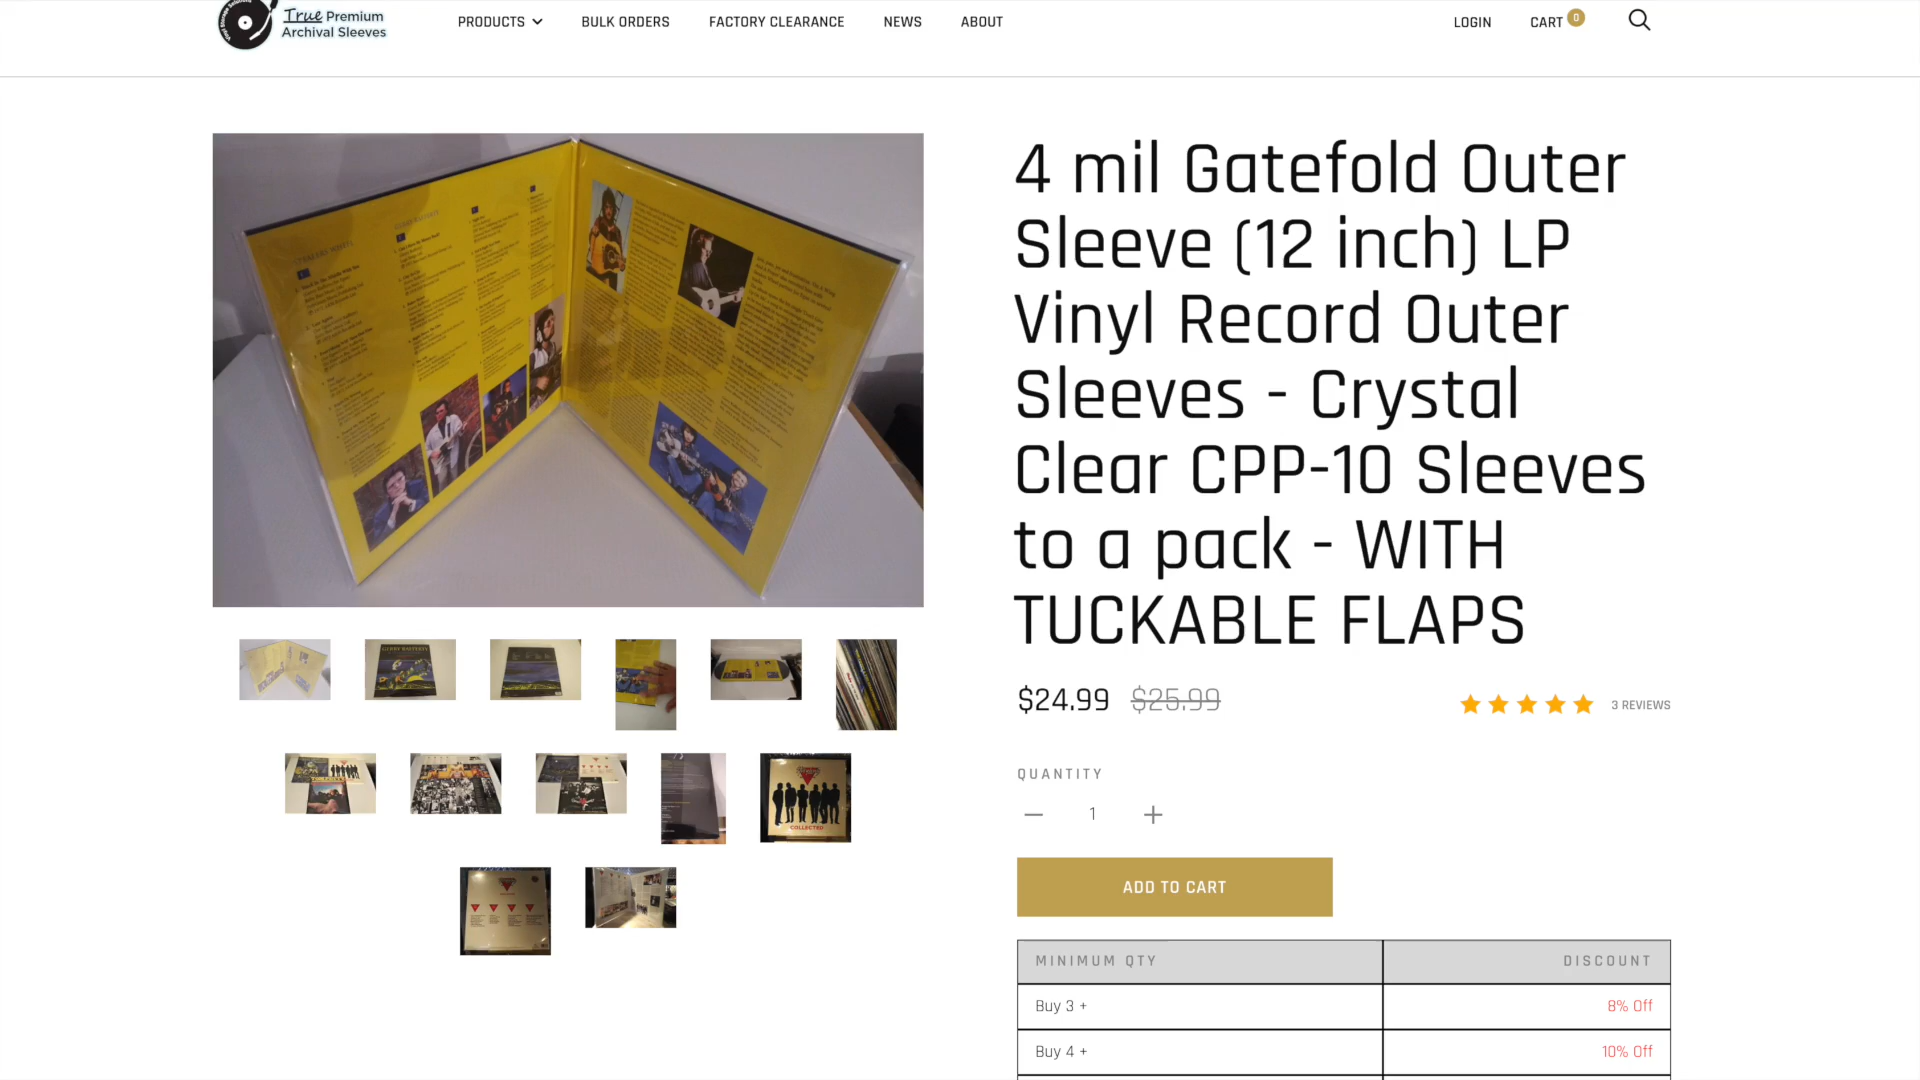 True Premium
Archival Sleeves
PRODUCTS
BULK ORDERS
FACTORY CLEARANCE
NEWS
ABOUT
LOGIN
CART 0
4 mil Gatefold Outer
Sleeve (12 inch) LP
Vinyl Record Outer
Sleeves - Crystal
Clear CPP-10 Sleeves
to a pack - WITH
TUCKABLE FLAPS
$24.99 $25.99
3 REVIEWS
QUANTITY
1
ADD TO CART
MINIMUM QTY DISCOUNT
Buy 3 + 8% Off
Buy 4 + 10% Off
GERRY RAFFERTY
COLLECTED